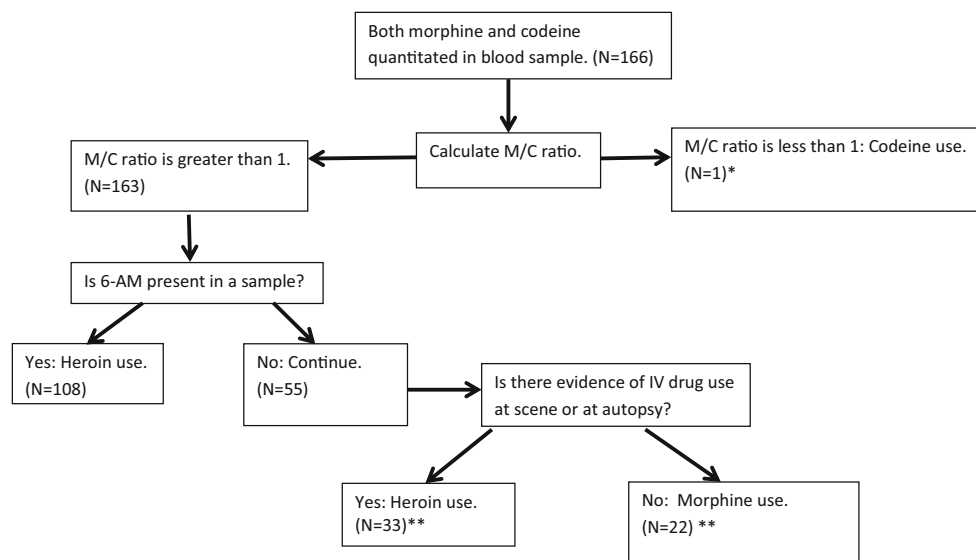 Both morphine and codeine
quantitated in blood sample. (N=166)
M/C ratio is greater than 1.
(N=163)
Calculate M/C ratio.
M/C ratio is less than 1: Codeine use.
(N=1)*
Is 6-AM present in a sample?
Yes: Heroin use.
(N=108)
No: Continue.
(N=55)
Is there evidence of IV drug use
at scene or at autopsy?
Yes: Heroin use.
(N=33)**
No: Morphine use.
(N=22) **